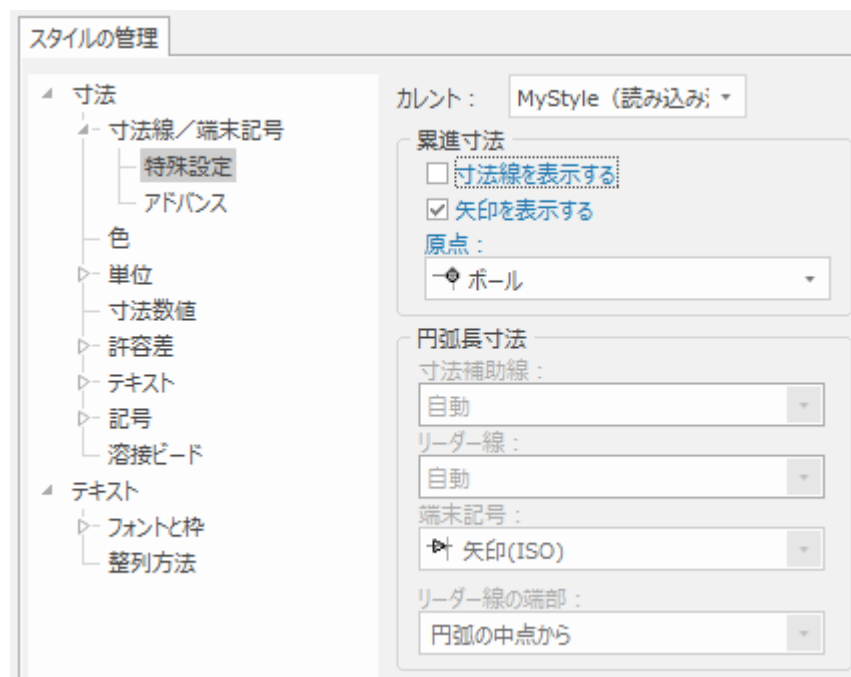 スタイルの管理
寸法
寸法線／端末記号
特殊設定
アドバンス
色
単位
寸法数値
許容差
テキスト
記号
溶接ビード
テキスト
フォントと枠
整列方法
カレント：
MyStyle（読み込み
累進寸法
寸法線を表示する
矢印を表示する
原点：
ボール
円弧長寸法
寸法補助線：
自動
リーダー線：
自動
端末記号：
矢印(ISO)
リーダー線の端部：
円弧の中点から